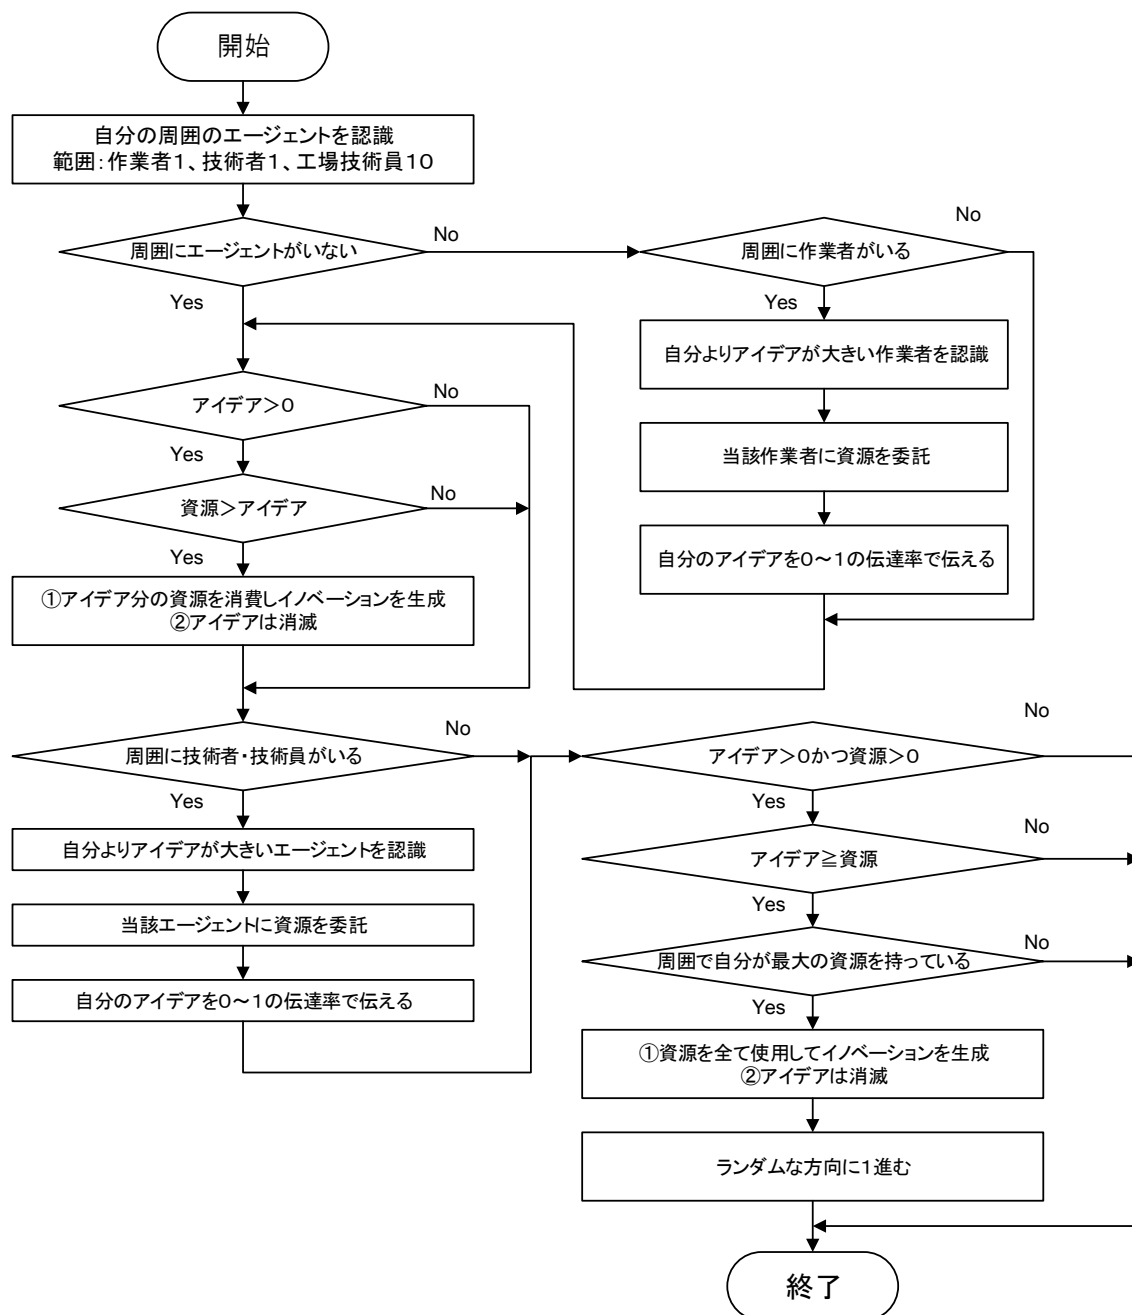 開始
自分の周囲のエージェントを認識
範囲：作業者１、技術者１、工場技術員１０
周囲にエージェントがいない
No
Yes
周囲に作業者がいる
No
Yes
自分よりアイデアが大きい作業者を認識
当該作業者に資源を委託
自分のアイデアを０～１の伝達率で伝える
アイデア＞０
No
Yes
資源＞アイデア
No
Yes
①アイデア分の資源を消費しイノベーションを生成
②アイデアは消滅
周囲に技術者・技術員がいる
No
Yes
自分よりアイデアが大きいエージェントを認識
当該エージェントに資源を委託
自分のアイデアを０～１の伝達率で伝える
アイデア＞０かつ資源＞０
No
Yes
アイデア≧資源
No
Yes
周囲で自分が最大の資源を持っている
No
Yes
①資源を全て使用してイノベーションを生成
②アイデアは消滅
ランダムな方向に１進む
終了